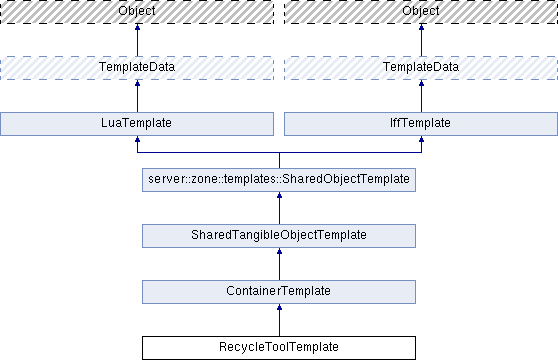 Object
Object
TemplateData
TemplateData
LuaTemplate
IffTemplate
server::zone::templates::SharedObjectTemplate
SharedTangibleObjectTemplate
ContainerTemplate
RecycleToolTemplate